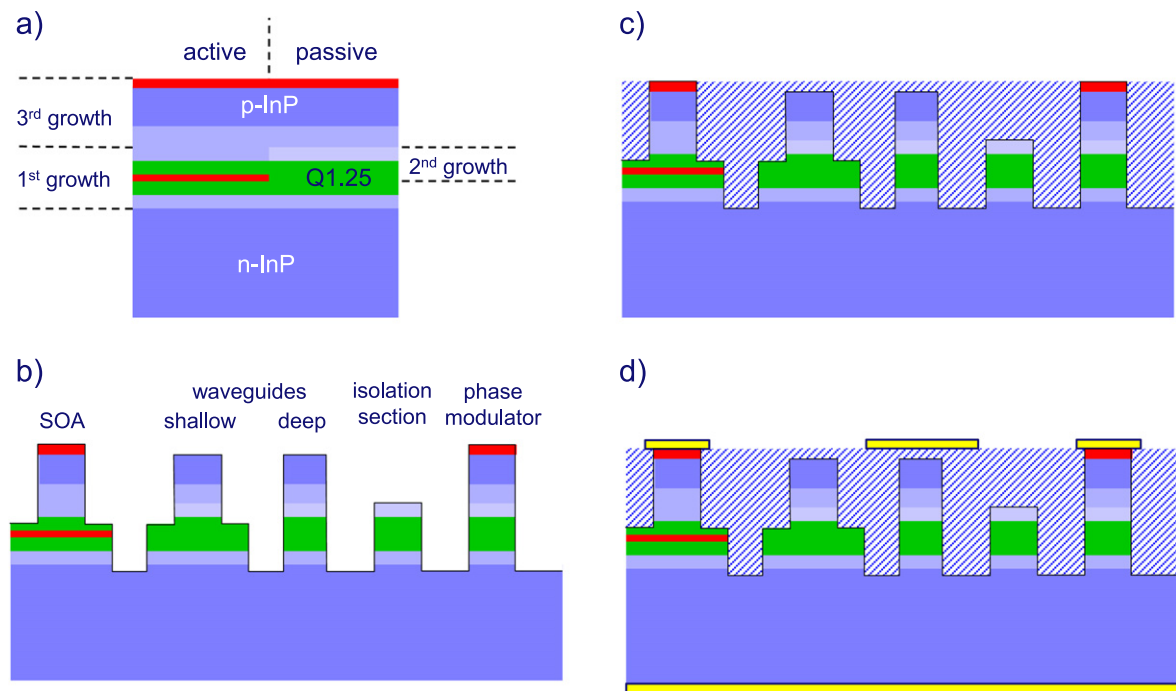 a)
active
passive
p-InP
3rd growth
2nd growth
1st growth
Q1.25
n-InP
b)
waveguides
isolation
section
phase
modulator
SOA
shallow
deep
c)
d)